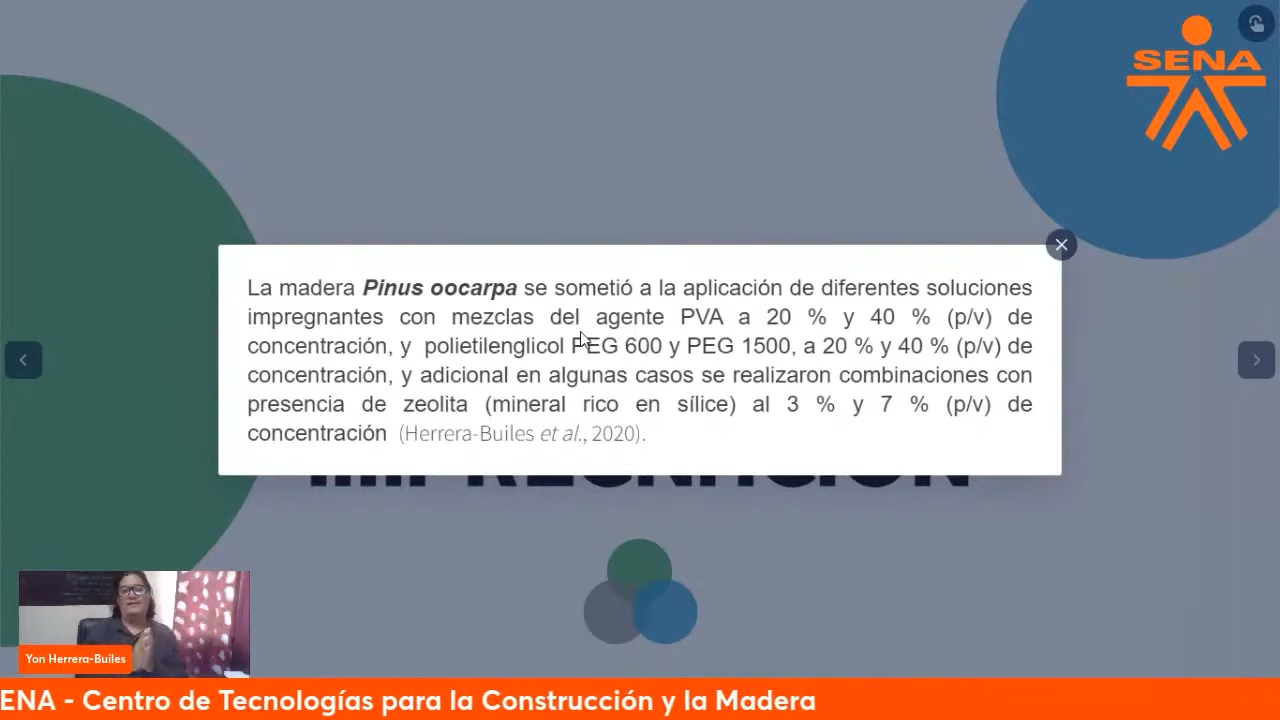 SENA
La madera Pinus oocarpa se sometió a la aplicación de diferentes soluciones
impregnantes con mezclas del agente PVA a 20 % y 40 % (p/v) de
concentración, y polietilenglicol PEG 600 y PEG 1500, a 20 % y 40 % (p/v) de
concentración, y adicional en algunas casos se realizaron combinaciones con
presencia de zeolita (mineral rico en sílice) al 3 % y 7 % (p/v) de
concentración (Herrera-Builes et al., 2020).
Yon Herrera-Builes
ENA - Centro de Tecnologías para la Construcción y la Madera